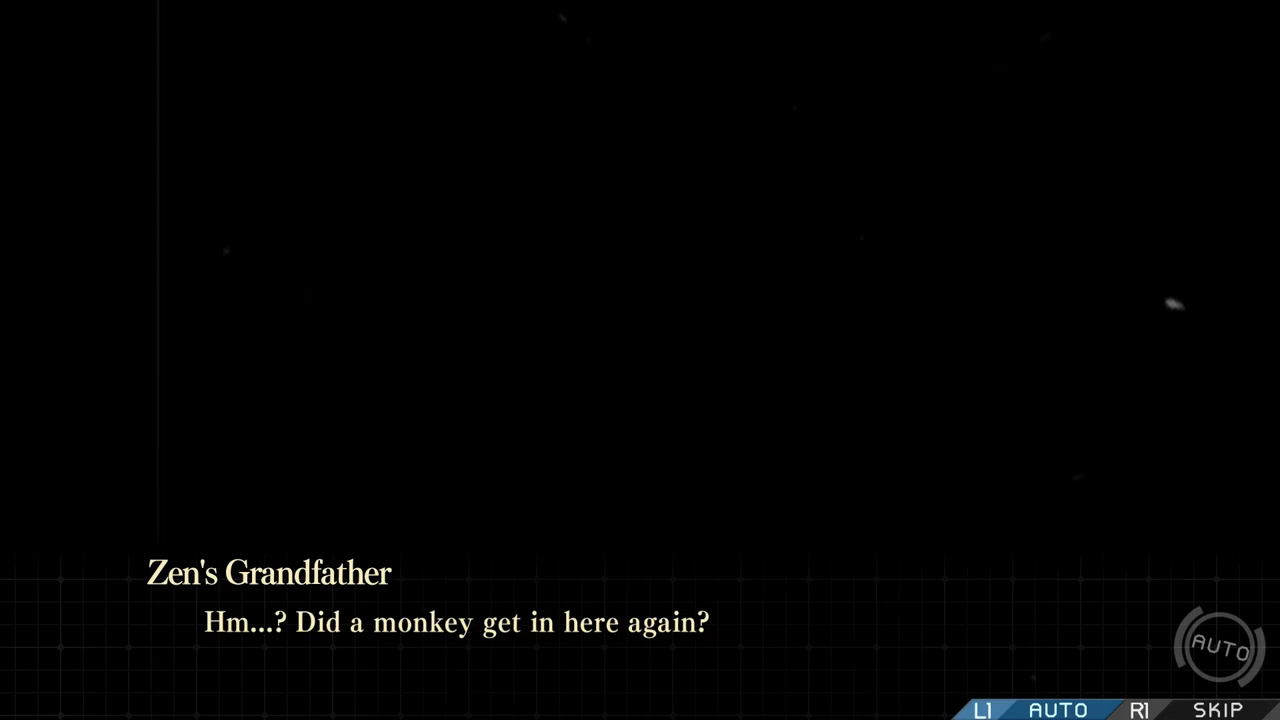 Zen's Grandfather
Hm...? Did a monkey get in here again?
AUTO
L1 AUTO R1 SKIP